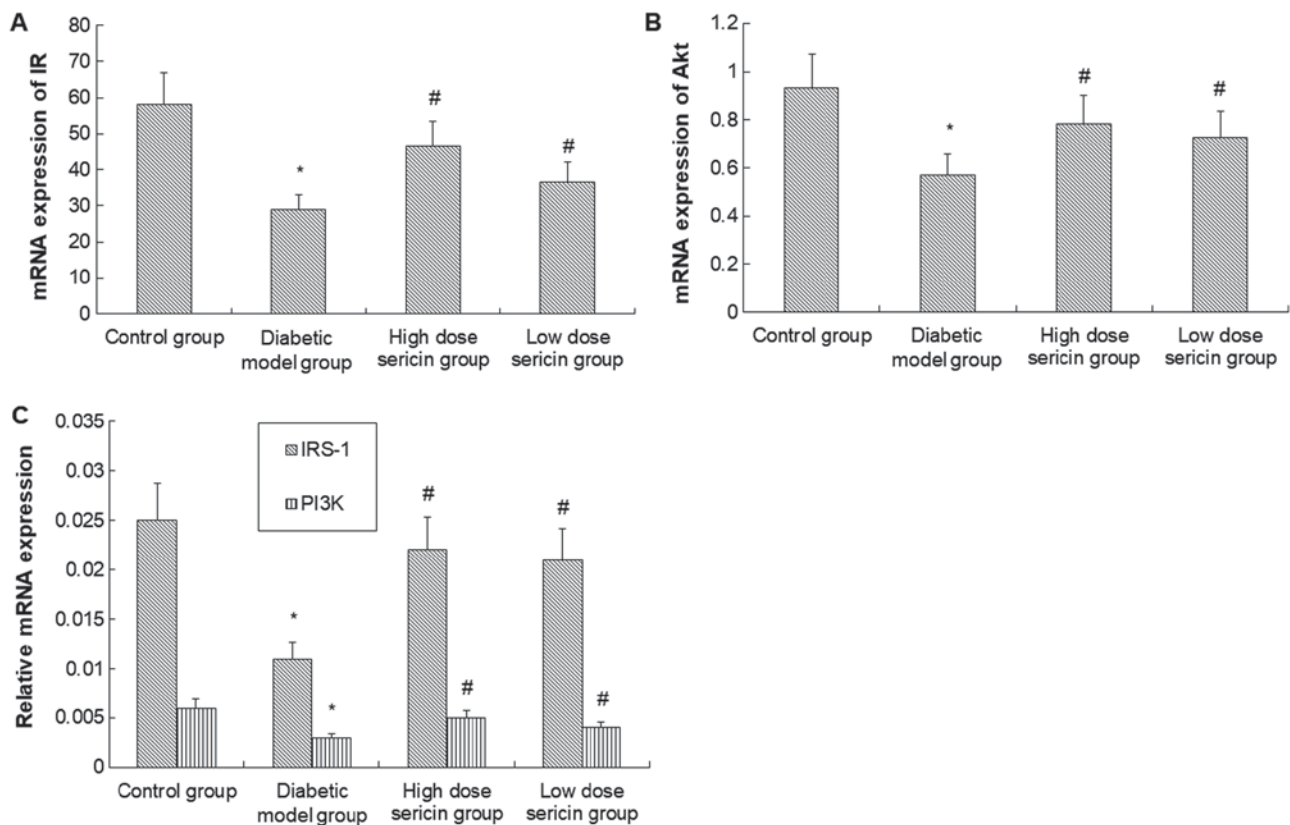 A
mRNA expression of IR
80
70
60
50
40
30
20
10
0
*
#
#
Control group
Diabetic
model group
High dose
sericin group
Low dose
sericin group
B
mRNA expression of Akt
1.2
1
0.8
0.6
0.4
0.2
0
*
#
#
Control group
Diabetic
model group
High dose
sericin group
Low dose
sericin group
C
Relative mRNA expression
0.035
0.03
0.025
0.02
0.015
0.01
0.005
0
IRS-1
PI3K
*
*
#
#
#
#
Control group
Diabetic
model group
High dose
sericin group
Low dose
sericin group